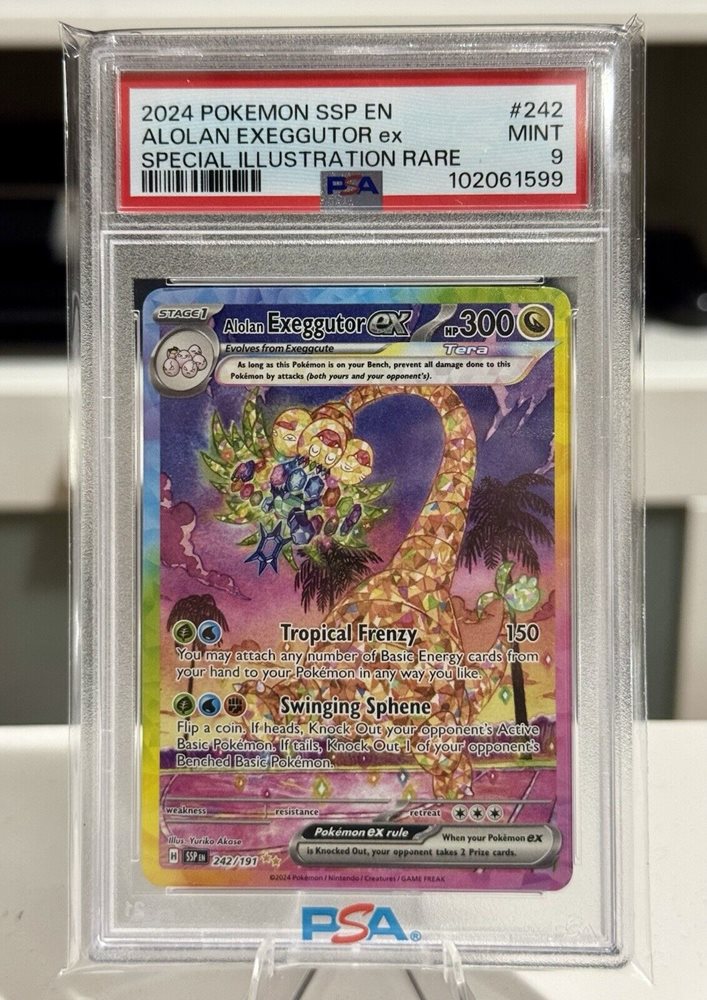 2024 POKEMON SSP EN #242
ALOLAN EXEGGUTOR ex MINT
SPECIAL ILLUSTRATION RARE 9
PSA 102061599
STAGE1 Alolan Exeggutor ex HP300
Evolves from Exeggcute Tera
As long as this Pokémon is on your Bench, prevent all damage done to this
Pokémon by attacks (both yours and your opponent's).
Tropical Frenzy 150
You may attach any number of Basic Energy cards from
your hand to your Pokémon in any way you like.
Swinging Sphene
Flip a coin. If heads, Knock Out your opponent's Active
Basic Pokémon. If tails, Knock Out 1 of your opponent's
Benched Basic Pokémon.
weakness resistance retreat
Illus. Yuriko Akase
Pokémon ex rule When your Pokémon ex
is Knocked Out, your opponent takes 2 Prize cards.
H SSP EN 242/191
©2024 Pokémon / Nintendo / Creatures / GAME FREAK
PSA®